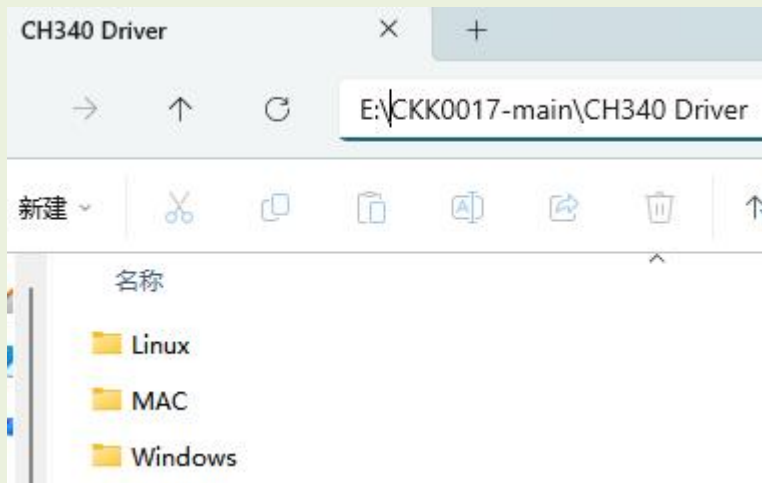 CH340 Driver
E:\CKK0017-main\CH340 Driver
新建
名称
Linux
MAC
Windows